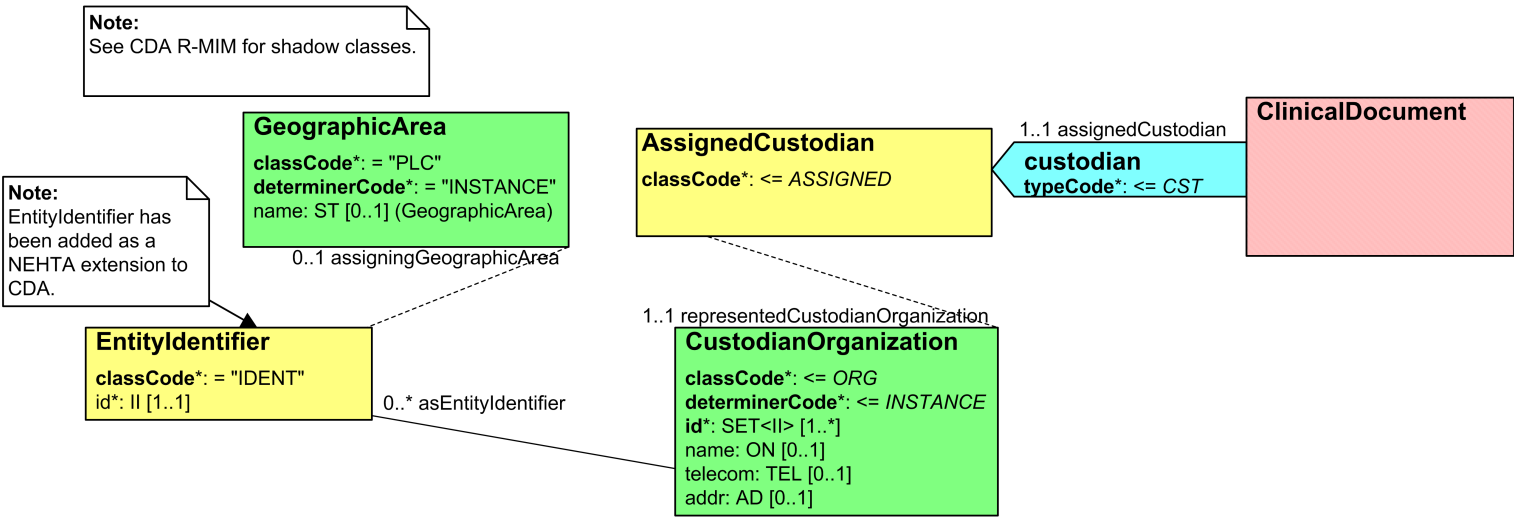 Note:
See CDA R-MIM for shadow classes.
GeographicArea
classCode*: = "PLC"
determinerCode*: = "INSTANCE"
name: ST [0..1] (GeographicArea)
0..1 assigningGeographicArea
AssignedCustodian
classCode*: <= ASSIGNED
1..1 assignedCustodian
custodian
typeCode*: <= CST
ClinicalDocument
Note:
EntityIdentifier has
been added as a
NEHTA extension to
CDA.
EntityIdentifier
classCode*: = "IDENT"
id*: II [1..1]
0..* asEntityIdentifier
1..1 representedCustodianOrganization
CustodianOrganization
classCode*: <= ORG
determinerCode*: <= INSTANCE
id*: SET<II> [1..*]
name: ON [0..1]
telecom: TEL [0..1]
addr: AD [0..1]